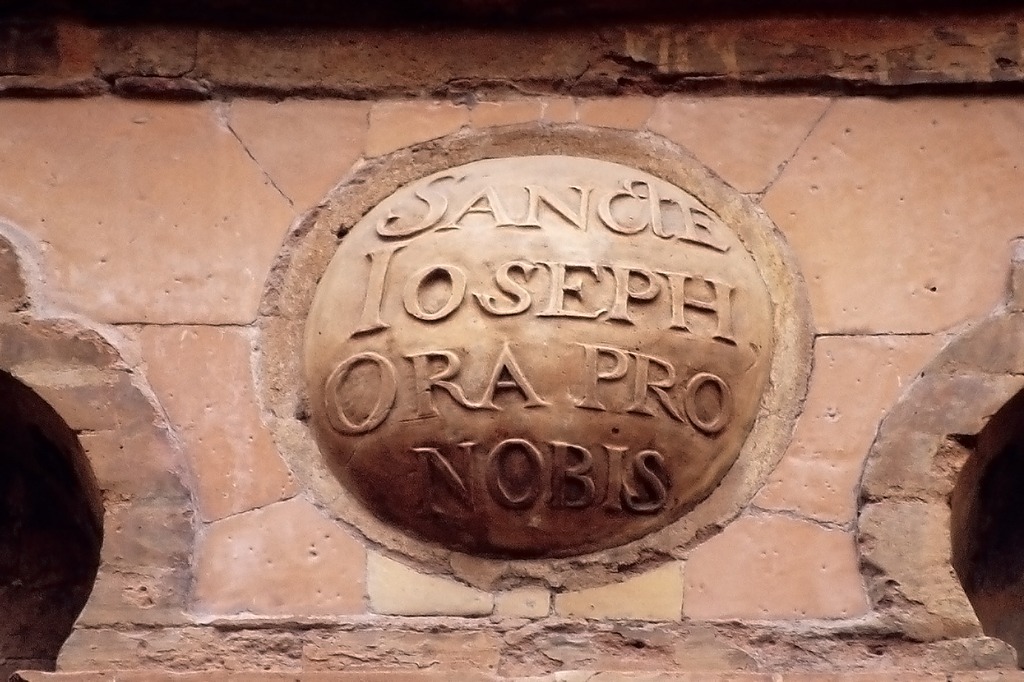 SANCTE
IOSEPH
ORA PRO
NOBIS